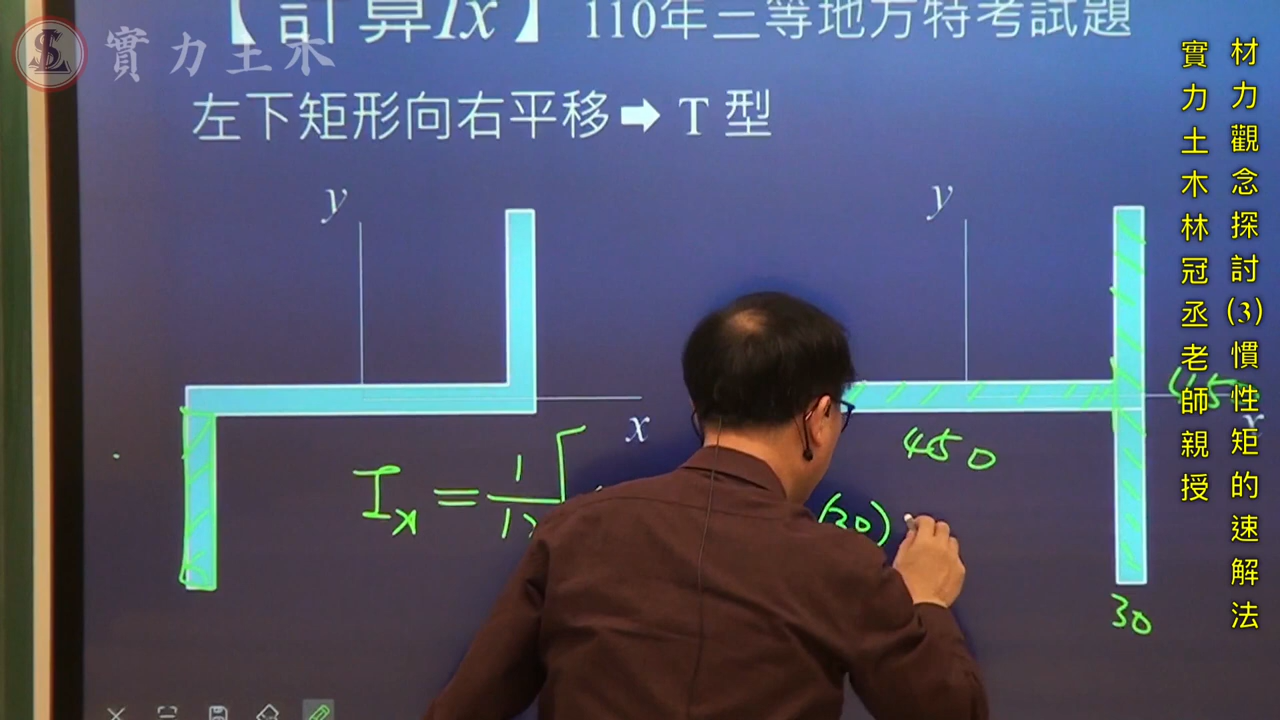 【計算Ix】 110年三等地方特考試題
實力土木
左下矩形向右平移➡T 型
y
y
x
x
450
450
Ix = 1/12 [
(30)
30
材力觀念探討(3)慣性矩的速解法
實力土木林冠丞老師親授